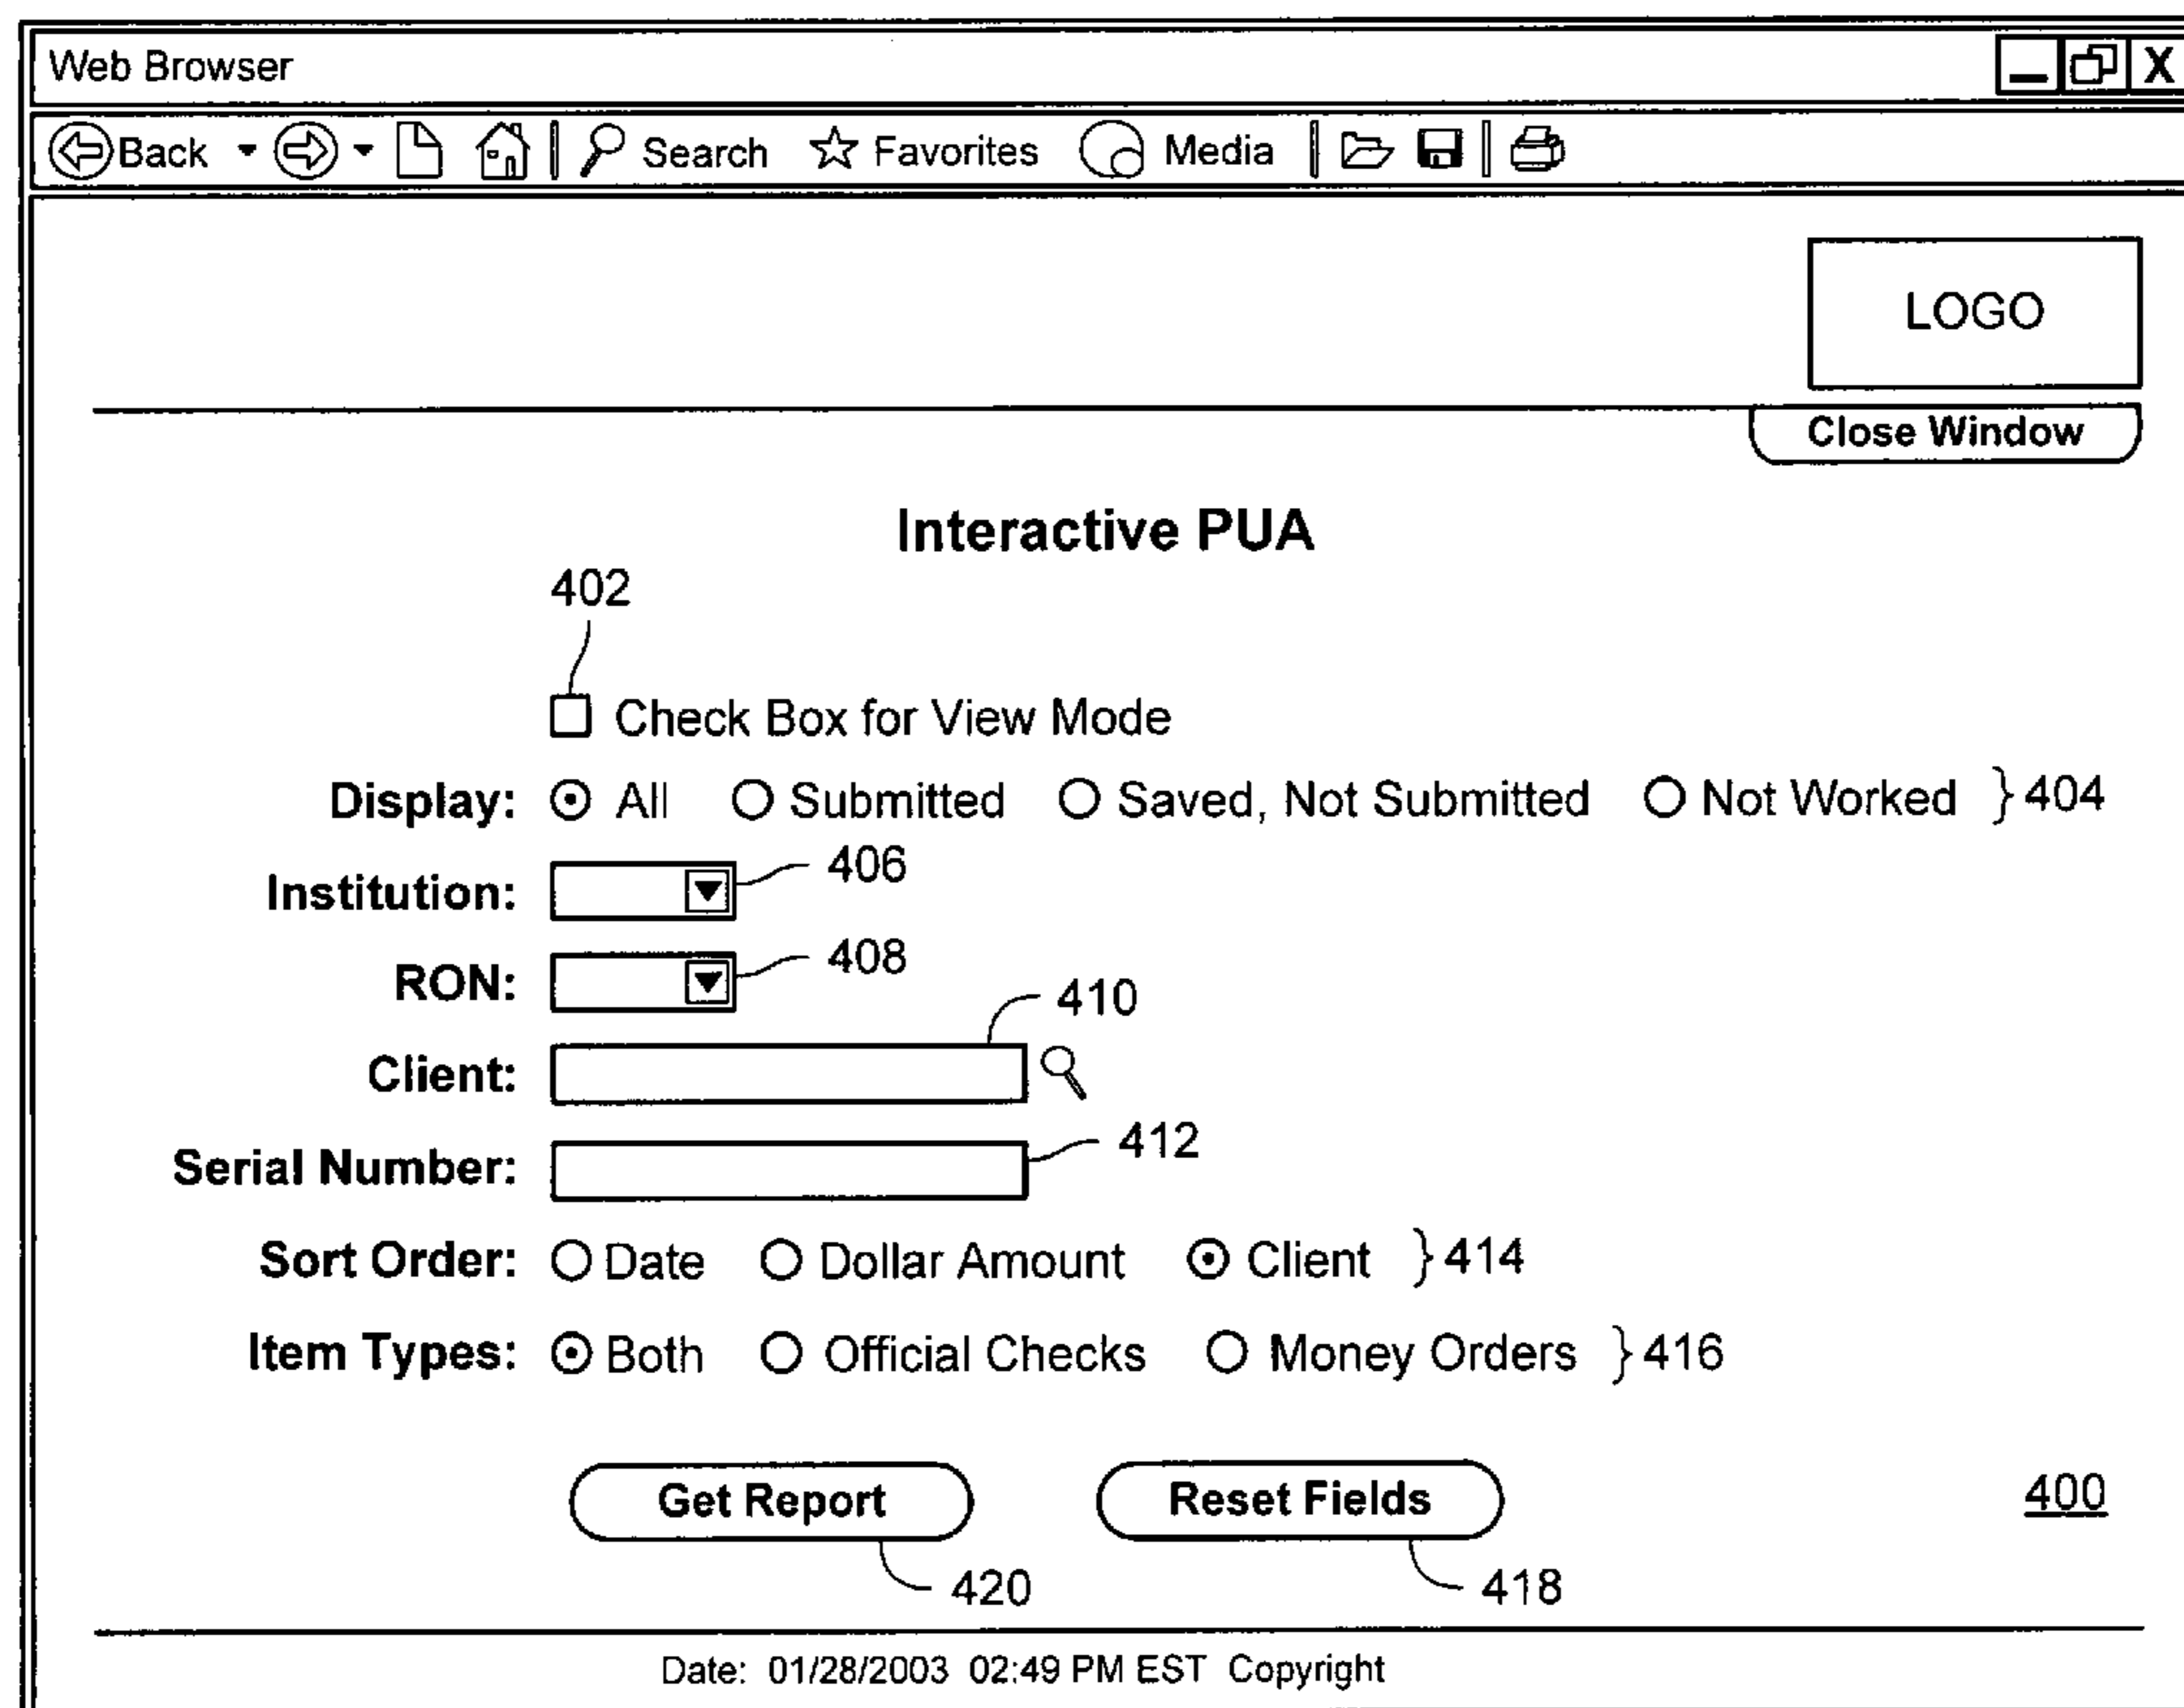 Web Browser X
Back Search Favorites Media
LOGO
Close Window
Interactive PUA
402
Check Box for View Mode
Display: All Submitted Saved, Not Submitted Not Worked }404
Institution: 406
RON: 408
410
Client:
Serial Number: 412
Sort Order: Date Dollar Amount Client }414
Item Types: Both Official Checks Money Orders }416
Get Report Reset Fields 400
420 418
Date: 01/28/2003 02:49 PM EST Copyright